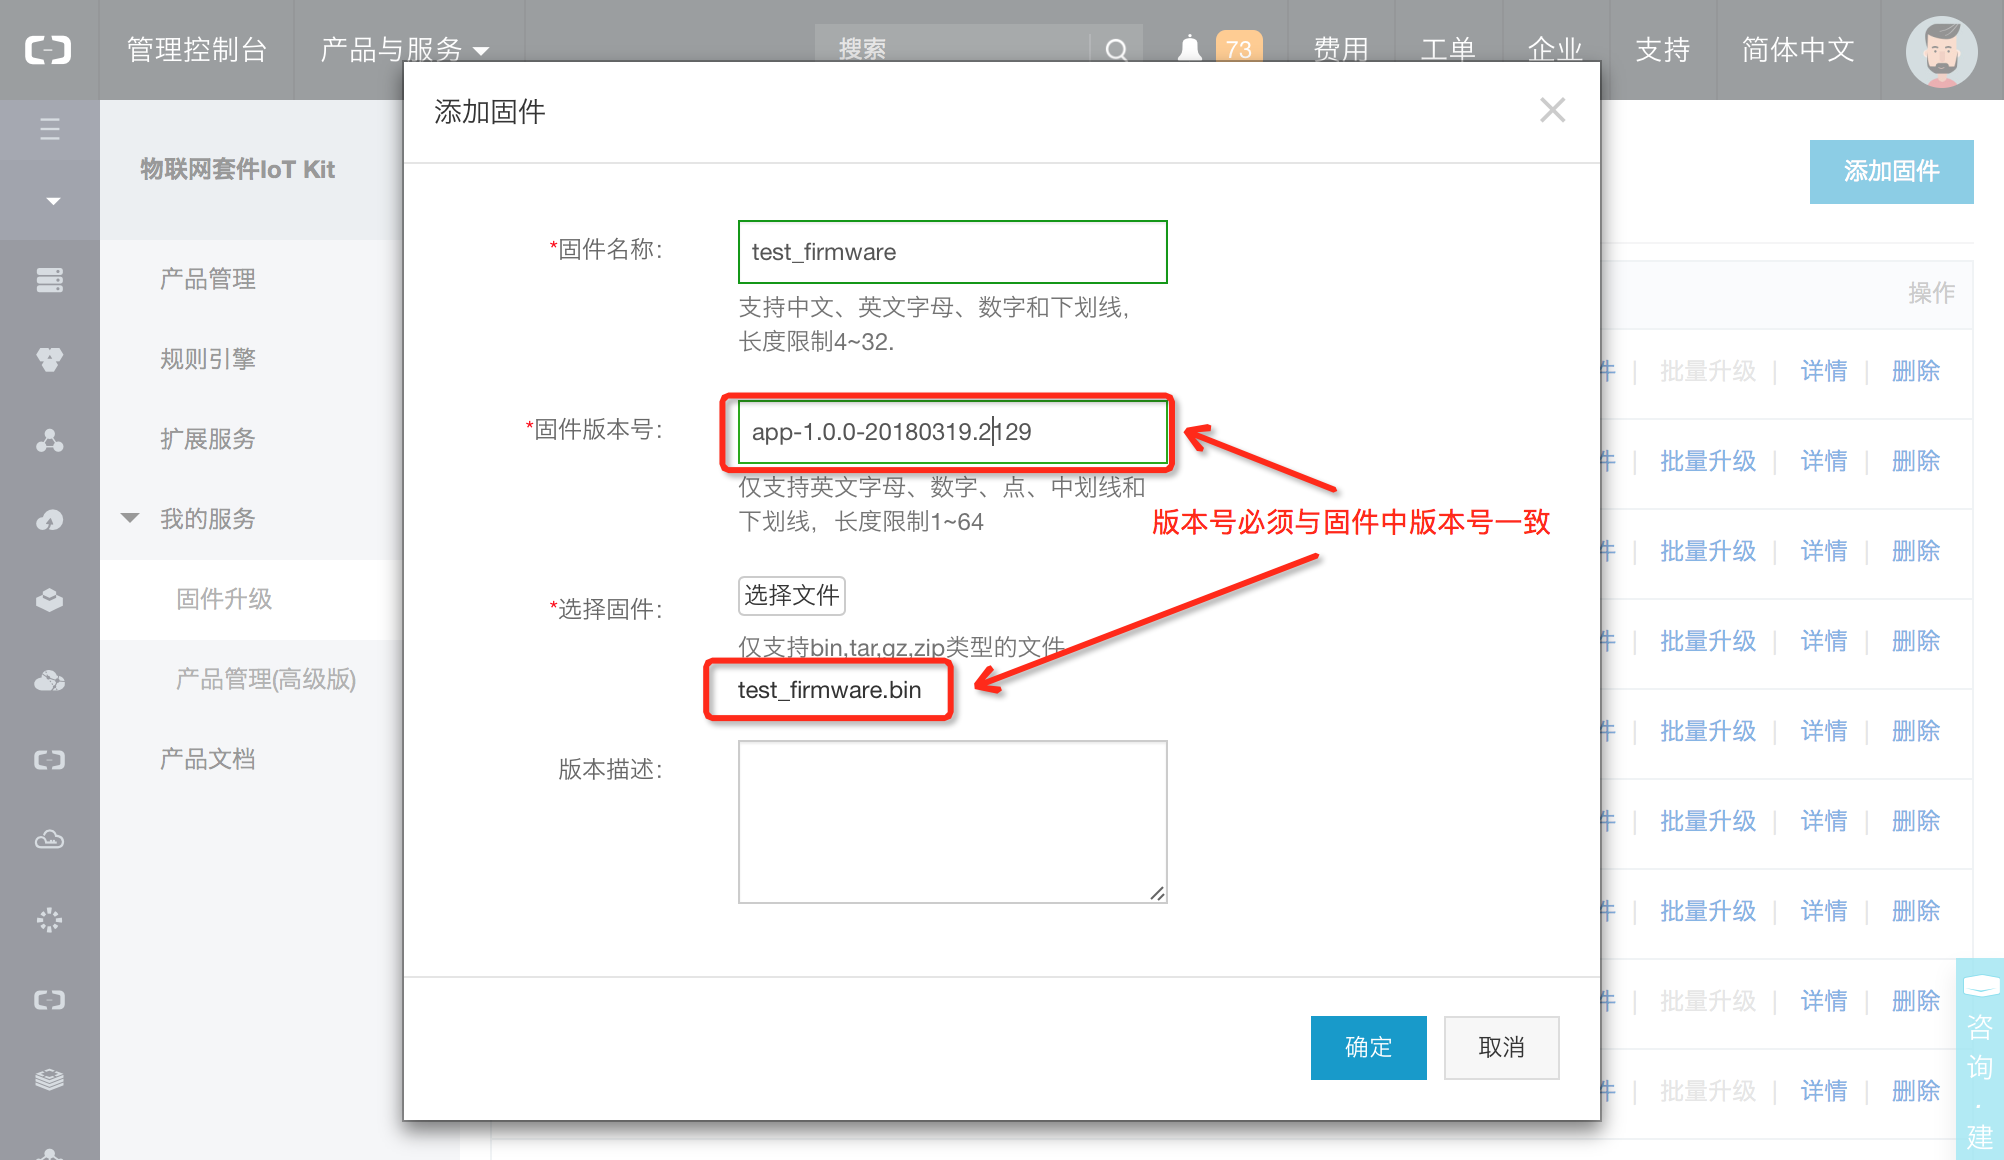 管理控制台
产品与服务
搜索
73
费用
工单
企业
支持
简体中文
物联网套件IoT Kit
产品管理
规则引擎
扩展服务
我的服务
固件升级
产品管理(高级版)
产品文档
添加固件
*固件名称:
test_firmware
支持中文、英文字母、数字和下划线,
长度限制4~32.
*固件版本号:
app-1.0.0-20180319.2129
仅支持英文字母、数字、点、中划线和
下划线, 长度限制1~64
版本号必须与固件中版本号一致
*选择固件:
选择文件
仅支持bin,tar,gz,zip类型的文件
test_firmware.bin
版本描述:
确定
取消
添加固件
操作
件 | 批量升级 | 详情 | 删除
件 | 批量升级 | 详情 | 删除
件 | 批量升级 | 详情 | 删除
件 | 批量升级 | 详情 | 删除
件 | 批量升级 | 详情 | 删除
件 | 批量升级 | 详情 | 删除
件 | 批量升级 | 详情 | 删除
件 | 批量升级 | 详情 | 删除
件 | 批量升级 | 详情 | 删除
咨
询
·
建